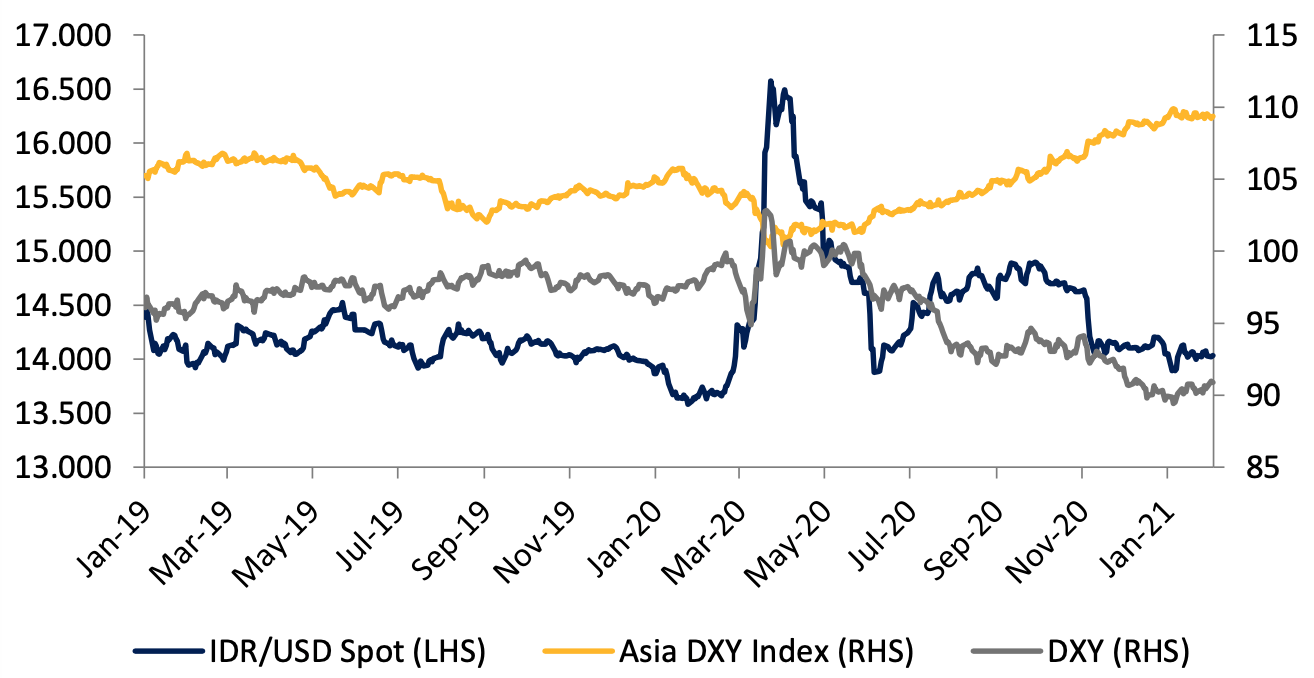 17.000
16.500
16.000
15.500
15.000
14.500
14.000
13.500
13.000
115
110
105
100
95
90
85
Jan-19
Mar-19
May-19
Jul-19
Sep-19
Nov-19
Jan-20
Mar-20
May-20
Jul-20
Sep-20
Nov-20
Jan-21
IDR/USD Spot (LHS)
Asia DXY Index (RHS)
DXY (RHS)